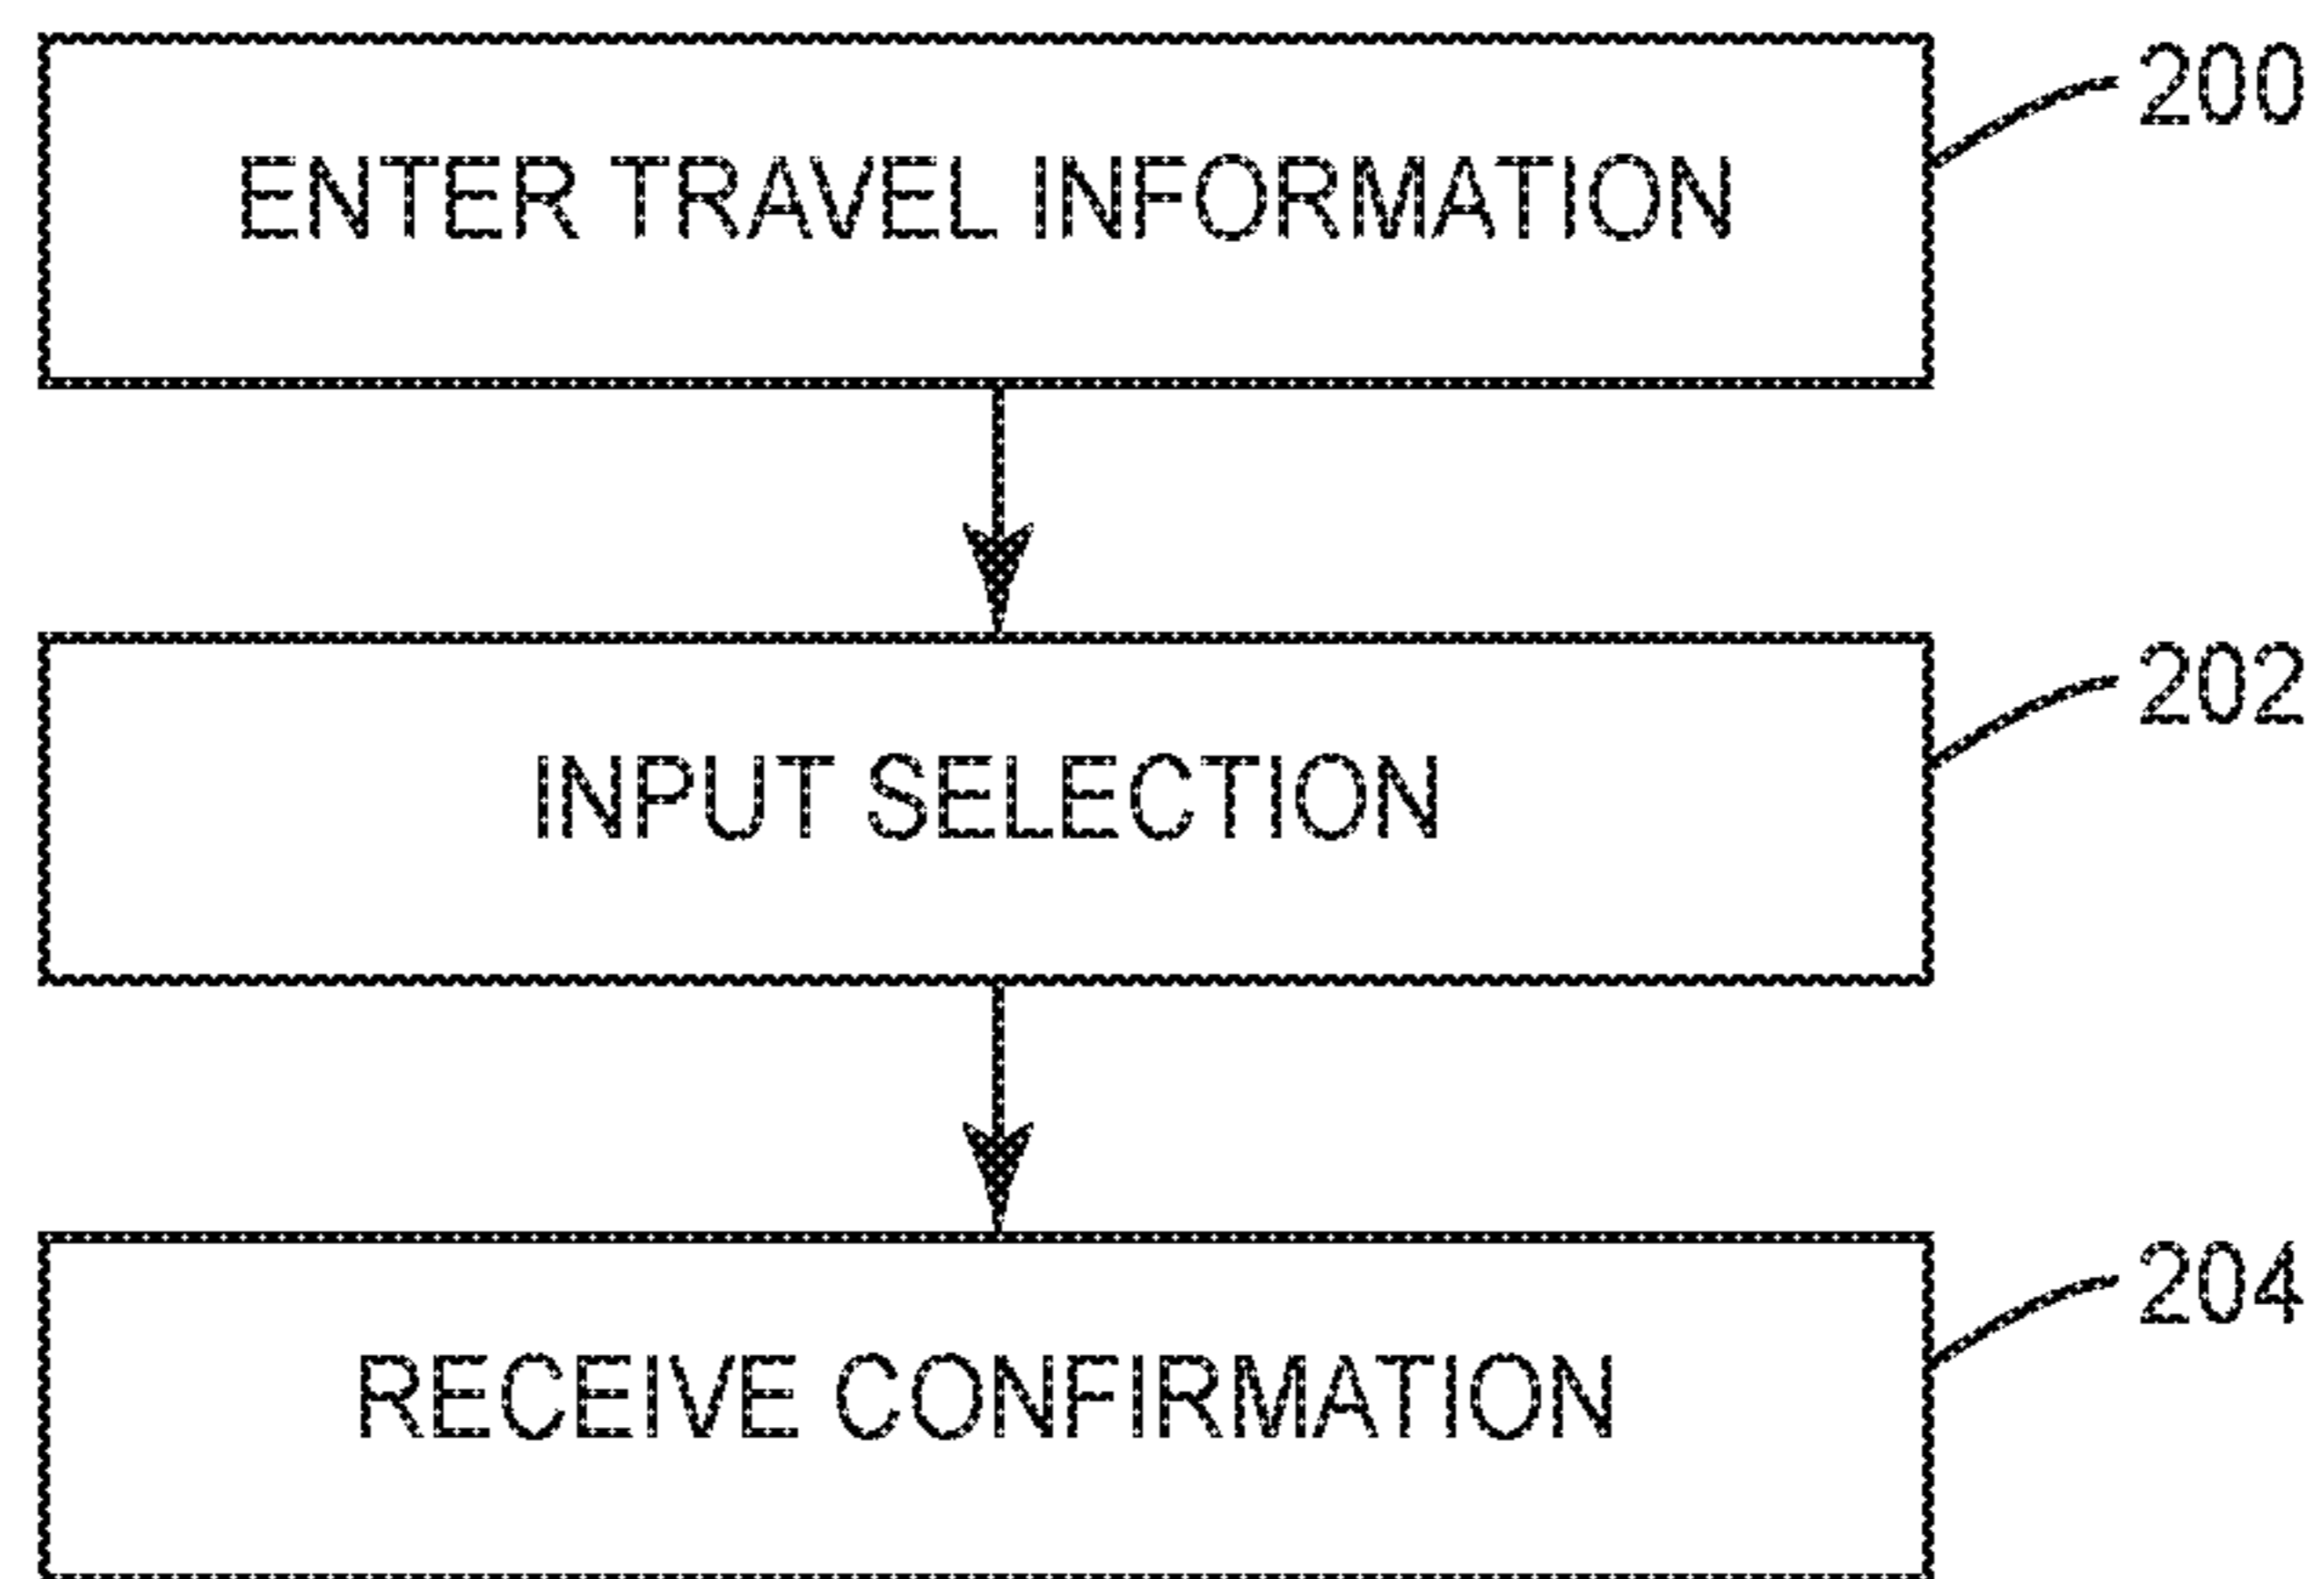 200
ENTER TRAVEL INFORMATION
202
INPUT SELECTION
204
RECEIVE CONFIRMATION